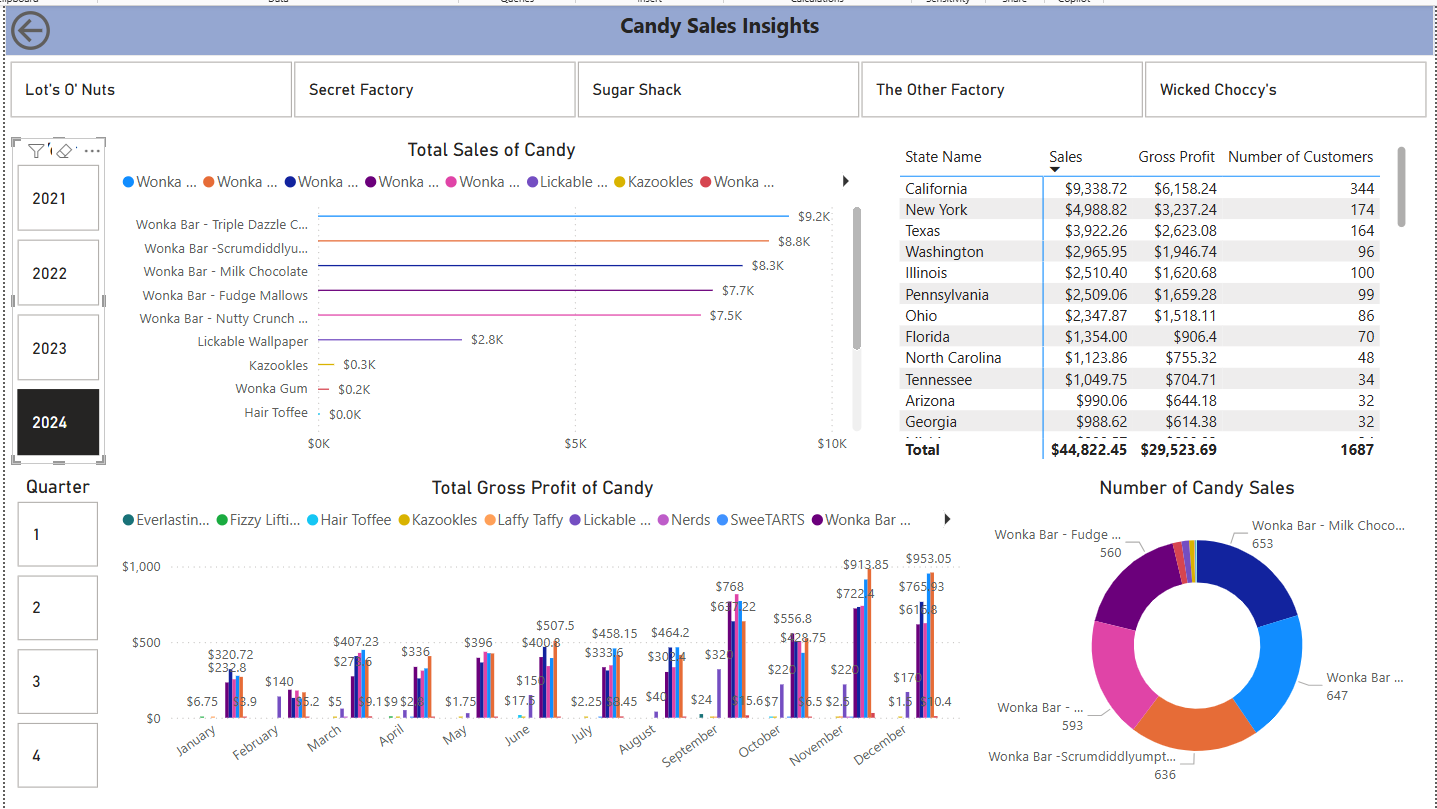 Candy Sales Insights
Lot's O' Nuts
Secret Factory
Sugar Shack
The Other Factory
Wicked Choccy's
2021
2022
2023
2024
Total Sales of Candy
Wonka ... Wonka ... Wonka ... Wonka ... Wonka ... Lickable ... Kazookles Wonka ...
Wonka Bar - Triple Dazzle C... $9.2K
Wonka Bar -Scrumdiddlyu... $8.8K
Wonka Bar - Milk Chocolate $8.3K
Wonka Bar - Fudge Mallows $7.7K
Wonka Bar - Nutty Crunch ... $7.5K
Lickable Wallpaper $2.8K
Kazookles $0.3K
Wonka Gum $0.2K
Hair Toffee $0.0K
$0K $5K $10K
State Name Sales Gross Profit Number of Customers
California $9,338.72 $6,158.24 344
New York $4,988.82 $3,237.24 174
Texas $3,922.26 $2,623.08 164
Washington $2,965.95 $1,946.74 96
Illinois $2,510.40 $1,620.68 100
Pennsylvania $2,509.06 $1,659.28 99
Ohio $2,347.87 $1,518.11 86
Florida $1,354.00 $906.4 70
North Carolina $1,123.86 $755.32 48
Tennessee $1,049.75 $704.71 34
Arizona $990.06 $644.18 32
Georgia $988.62 $614.38 32
Total $44,822.45 $29,523.69 1687
Quarter
1
2
3
4
Total Gross Profit of Candy
Everlastin... Fizzy Lifti... Hair Toffee Kazookles Laffy Taffy Lickable ... Nerds SweeTARTS Wonka Bar ...
$1,000
$500
$0
$6.75 $232.8 $320.72
$140 $5.2
$5 $407.23 $9.1
$9 $336
$1.75 $396
$17.5 $150 $400.8 $507.5
$2.25 $333.6 $458.15 $8.45
$40 $302.4 $464.2
$24 $320 $637.22 $768 $15.6
$7 $220 $556.8 $428.75 $6.5
$220 $722.4 $913.85
$170 $765.93 $953.05 $10.4
January February March April May June July August September October November December
Number of Candy Sales
Wonka Bar - Milk Choco...
653
Wonka Bar - Fudge ...
560
Wonka Bar ...
647
Wonka Bar - ...
593
Wonka Bar -Scrumdiddlyumpt...
636